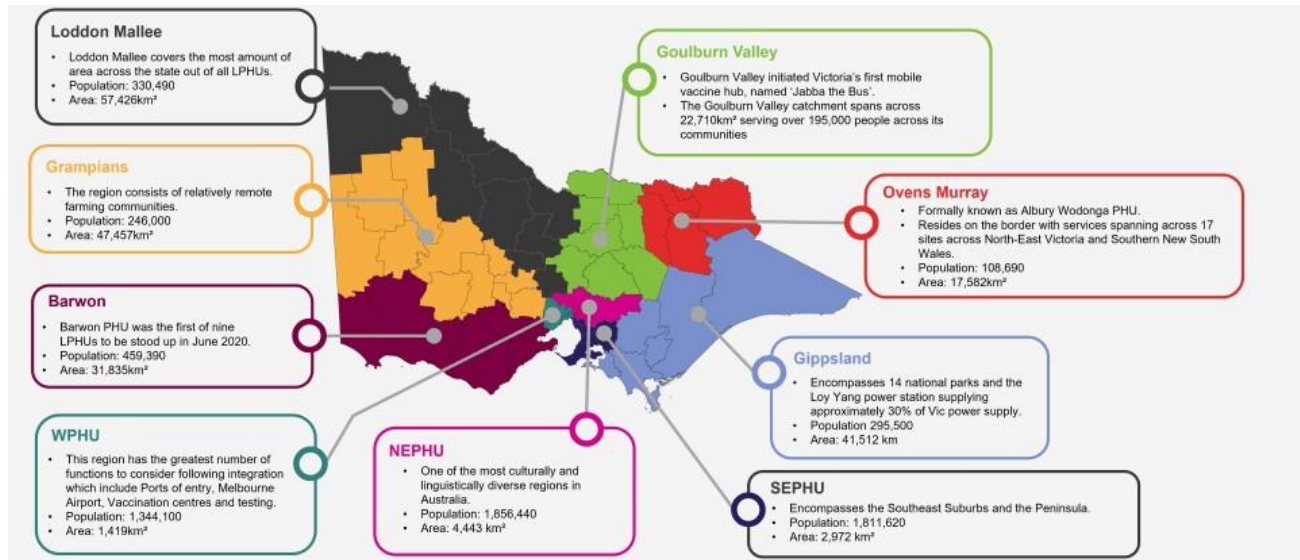 Loddon Mallee
• Loddon Mallee covers the most amount of
area across the state out of all LPHUs.
• Population: 330,490
• Area: 57,426km²
Goulburn Valley
• Goulburn Valley initiated Victoria's first mobile
vaccine hub, named 'Jabba the Bus'.
• The Goulburn Valley catchment spans across
22,710km² serving over 195,000 people across its
communities
Grampians
• The region consists of relatively remote
farming communities.
• Population: 246,000
• Area: 47,457km²
Ovens Murray
• Formally known as Albury Wodonga PHU.
• Resides on the border with services spanning across 17
sites across North-East Victoria and Southern New South
Wales.
• Population: 108,690
• Area: 17,582km²
Barwon
• Barwon PHU was the first of nine
LPHUs to be stood up in June 2020.
• Population: 459,390
• Area: 31,835km²
Gippsland
• Encompasses 14 national parks and the
Loy Yang power station supplying
approximately 30% of Vic power supply.
• Population 295,500
• Area: 41,512 km
WPHU
• This region has the greatest number of
functions to consider following integration
which include Ports of entry, Melbourne
Airport, Vaccination centres and testing.
• Population: 1,344,100
• Area: 1,419km²
NEPHU
• One of the most culturally and
linguistically diverse regions in
Australia.
• Population: 1,856,440
• Area: 4,443 km²
SEPHU
• Encompasses the Southeast Suburbs and the Peninsula.
• Population: 1,811,620
• Area: 2,972 km²